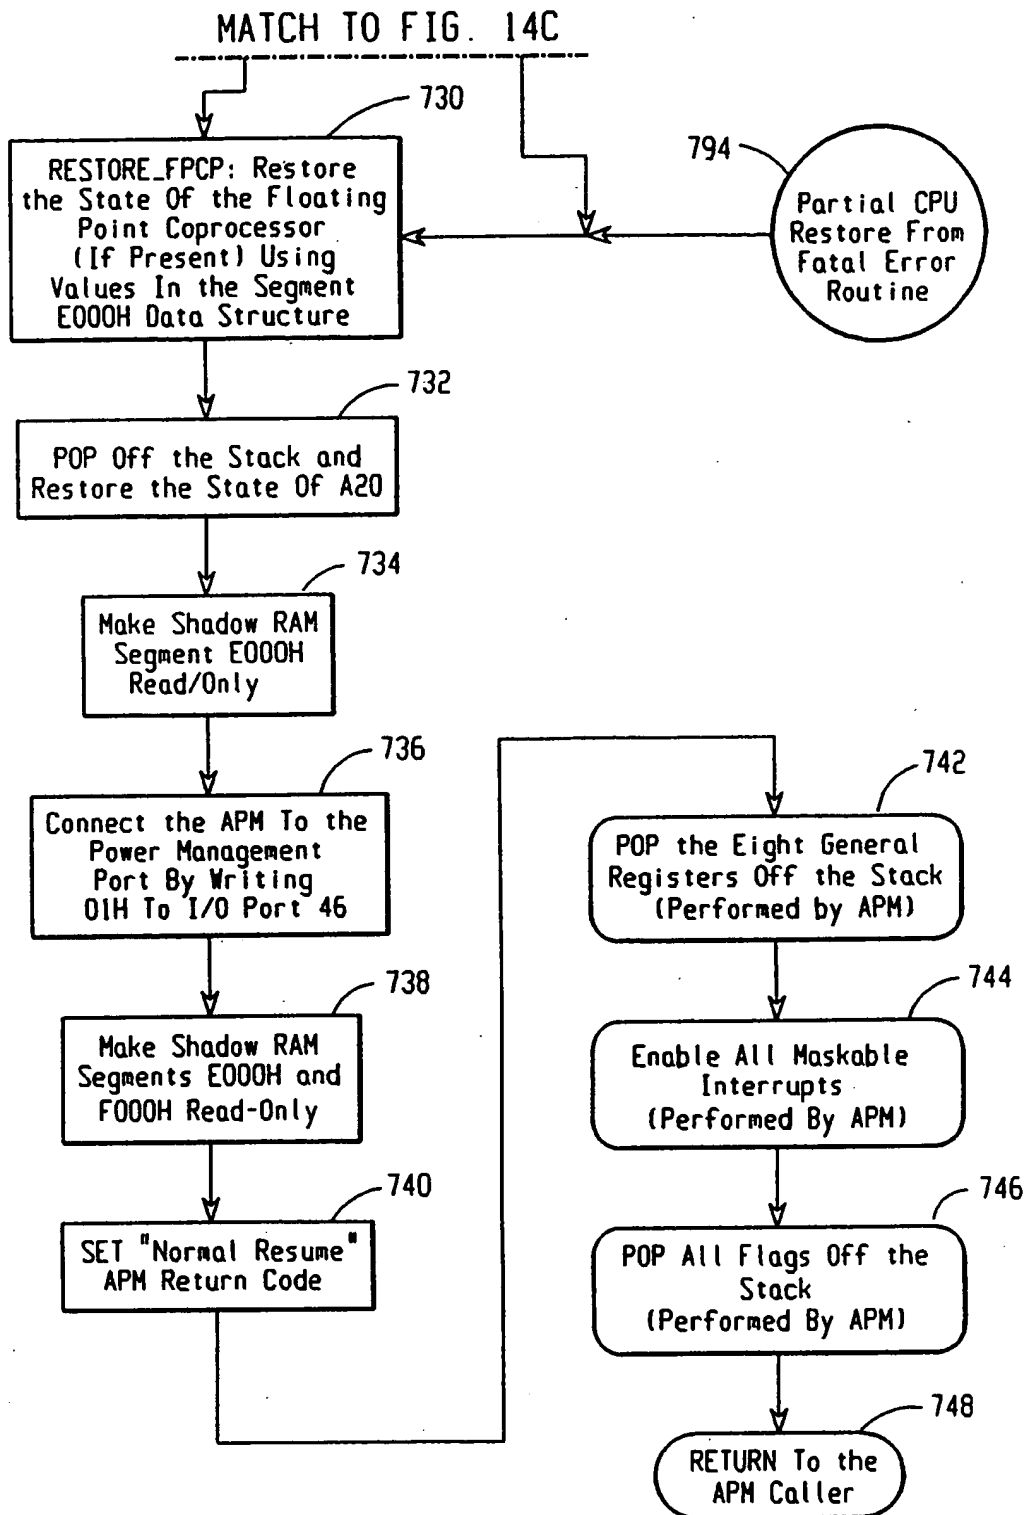 MATCH TO FIG. 14C
730
RESTORE_FPCP: Restore
the State Of the Floating
Point Coprocessor
(If Present) Using
Values In the Segment
E000H Data Structure
794
Partial CPU
Restore From
Fatal Error
Routine
732
POP Off the Stack and
Restore the State Of A20
734
Make Shadow RAM
Segment E000H
Read/Only
736
Connect the APM To the
Power Management
Port By Writing
01H To I/O Port 46
738
Make Shadow RAM
Segments E000H and
F000H Read-Only
740
SET "Normal Resume"
APM Return Code
742
POP the Eight General
Registers Off the Stack
(Performed by APM)
744
Enable All Maskable
Interrupts
(Performed By APM)
746
POP All Flags Off the
Stack
(Performed By APM)
748
RETURN To the
APM Caller